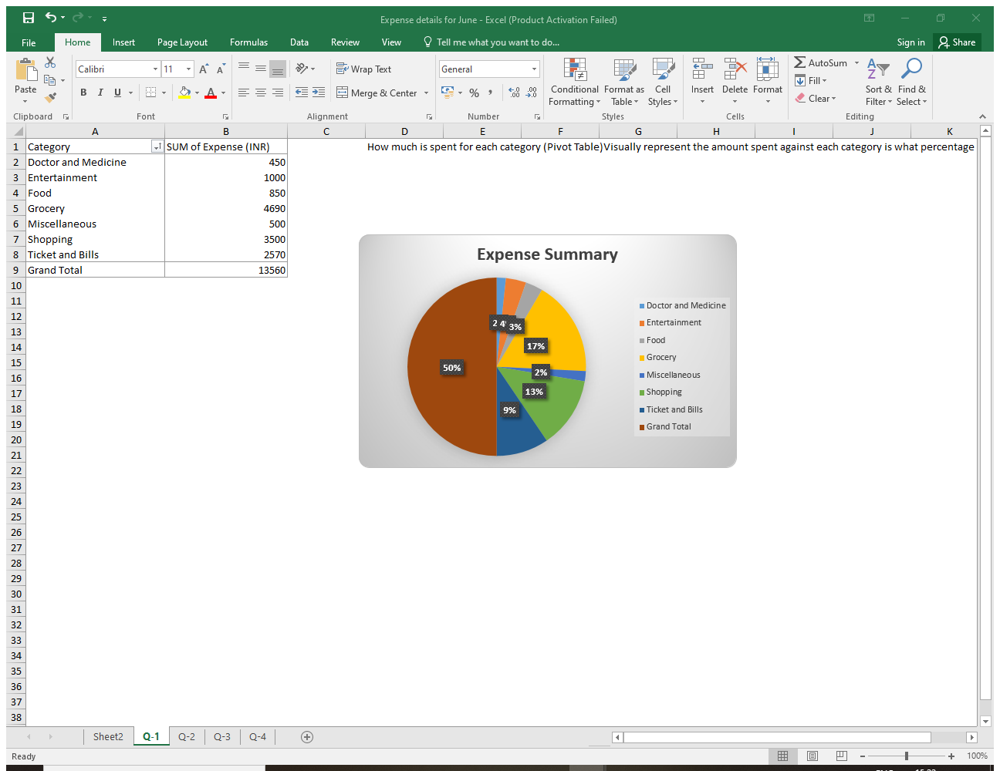 Expense details for June - Excel (Product Activation Failed)
File Home Insert Page Layout Formulas Data Review View Tell me what you want to do... Sign in Share
Paste
Clipboard
Calibri 11
B I U A
Font
Wrap Text
Merge & Center
Alignment
General
%
Number
Conditional Formatting
Format as Table
Cell Styles
Styles
Insert Delete Format
Cells
AutoSum
Fill
Clear
Sort & Filter
Find & Select
Editing
A B C D E F G H I J K
1 Category SUM of Expense (INR) How much is spent for each category (Pivot Table)Visually represent the amount spent against each category is what percentage
2 Doctor and Medicine 450
3 Entertainment 1000
4 Food 850
5 Grocery 4690
6 Miscellaneous 500
7 Shopping 3500
8 Ticket and Bills 2570
9 Grand Total 13560
10
11
12
13
14
15
16
17
18
19
20
21
22
23
24
25
26
27
28
29
30
31
32
33
34
35
36
37
38
Expense Summary
2 4 3%
17%
50%
2%
13%
9%
Doctor and Medicine
Entertainment
Food
Grocery
Miscellaneous
Shopping
Ticket and Bills
Grand Total
Sheet2 Q-1 Q-2 Q-3 Q-4
Ready 100%